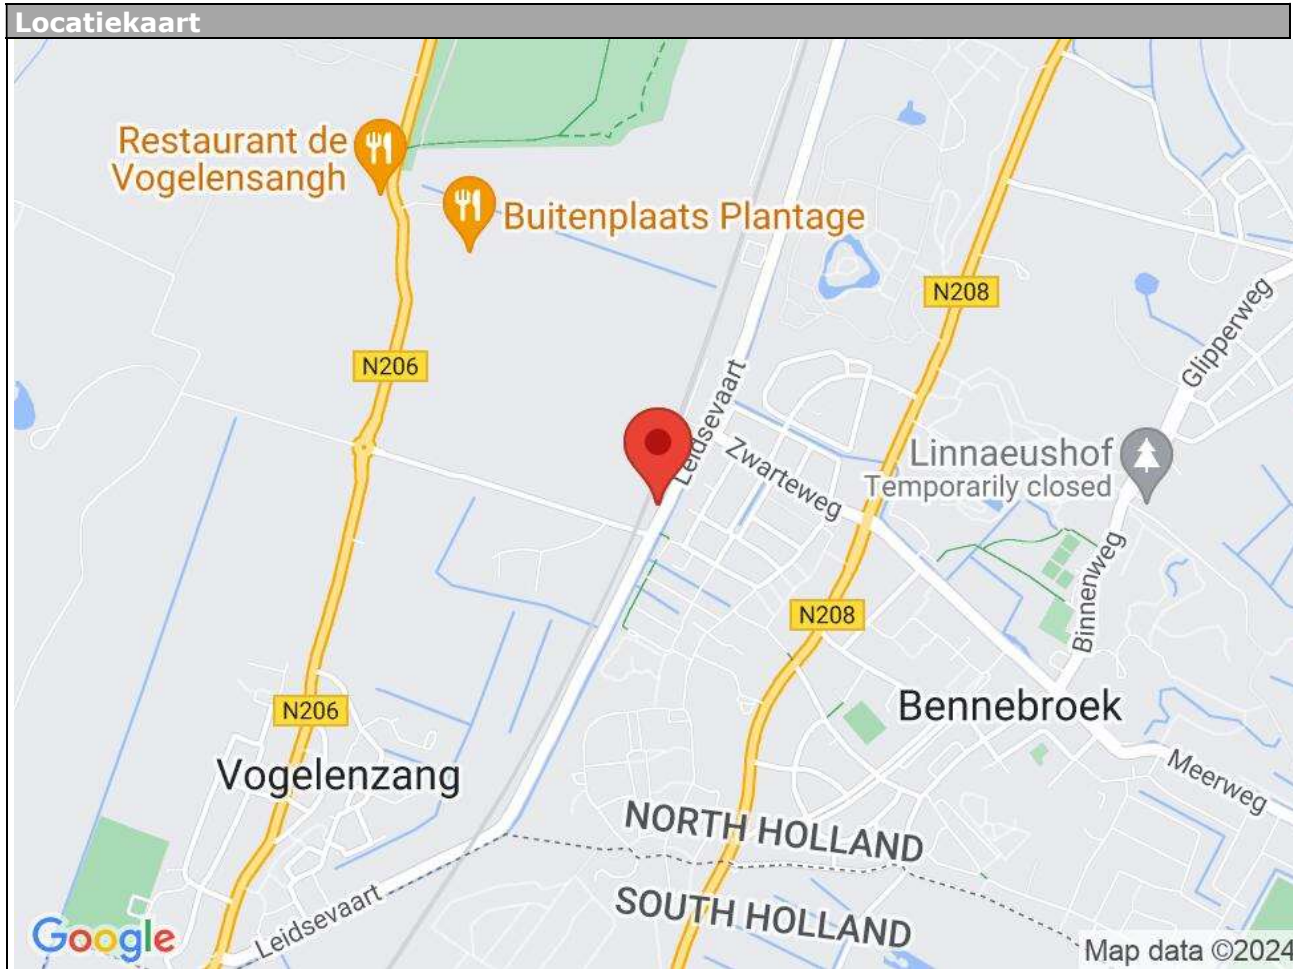 Locatiekaart
Restaurant de
Vogelensangh
Buitenplaats Plantage
N208
Glipperweg
N206
Leidsevaart
Zwarteweg
Linnaeushof
Temporarily closed
Binnenweg
N208
N206
Bennebroek
Vogelenzang
Meerweg
NORTH HOLLAND
SOUTH HOLLAND
Leidsevaart
Google
Map data ©2024